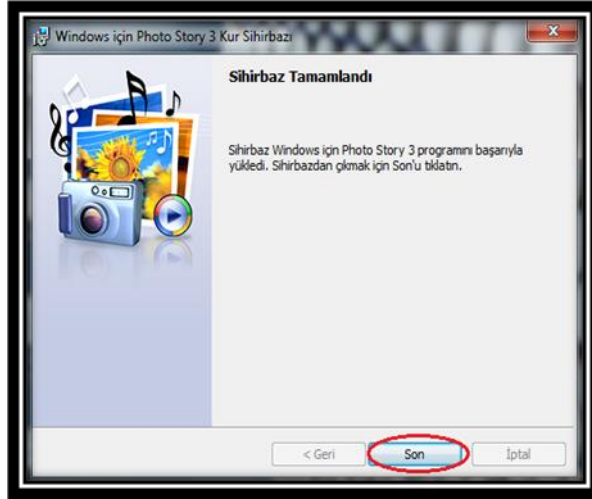 Windows için Photo Story 3 Kur Sihirbazı
Sihirbaz Tamamlandı
Sihirbaz Windows için Photo Story 3 programını başarıyla
yükledi. Sihirbazdan çıkmak için Son'u tıklatın.
< Geri
Son
İptal